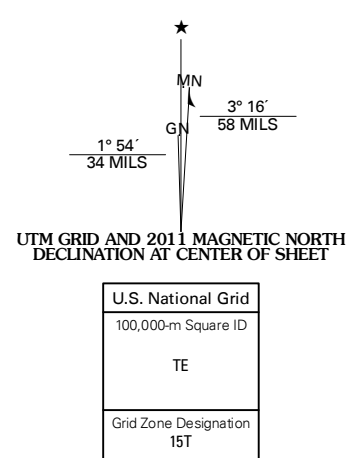 ★
MN
3° 16´
58 MILS
GN
1° 54´
34 MILS
UTM GRID AND 2011 MAGNETIC NORTH
DECLINATION AT CENTER OF SHEET
U.S. National Grid
100,000-m Square ID
TE
Grid Zone Designation
15T